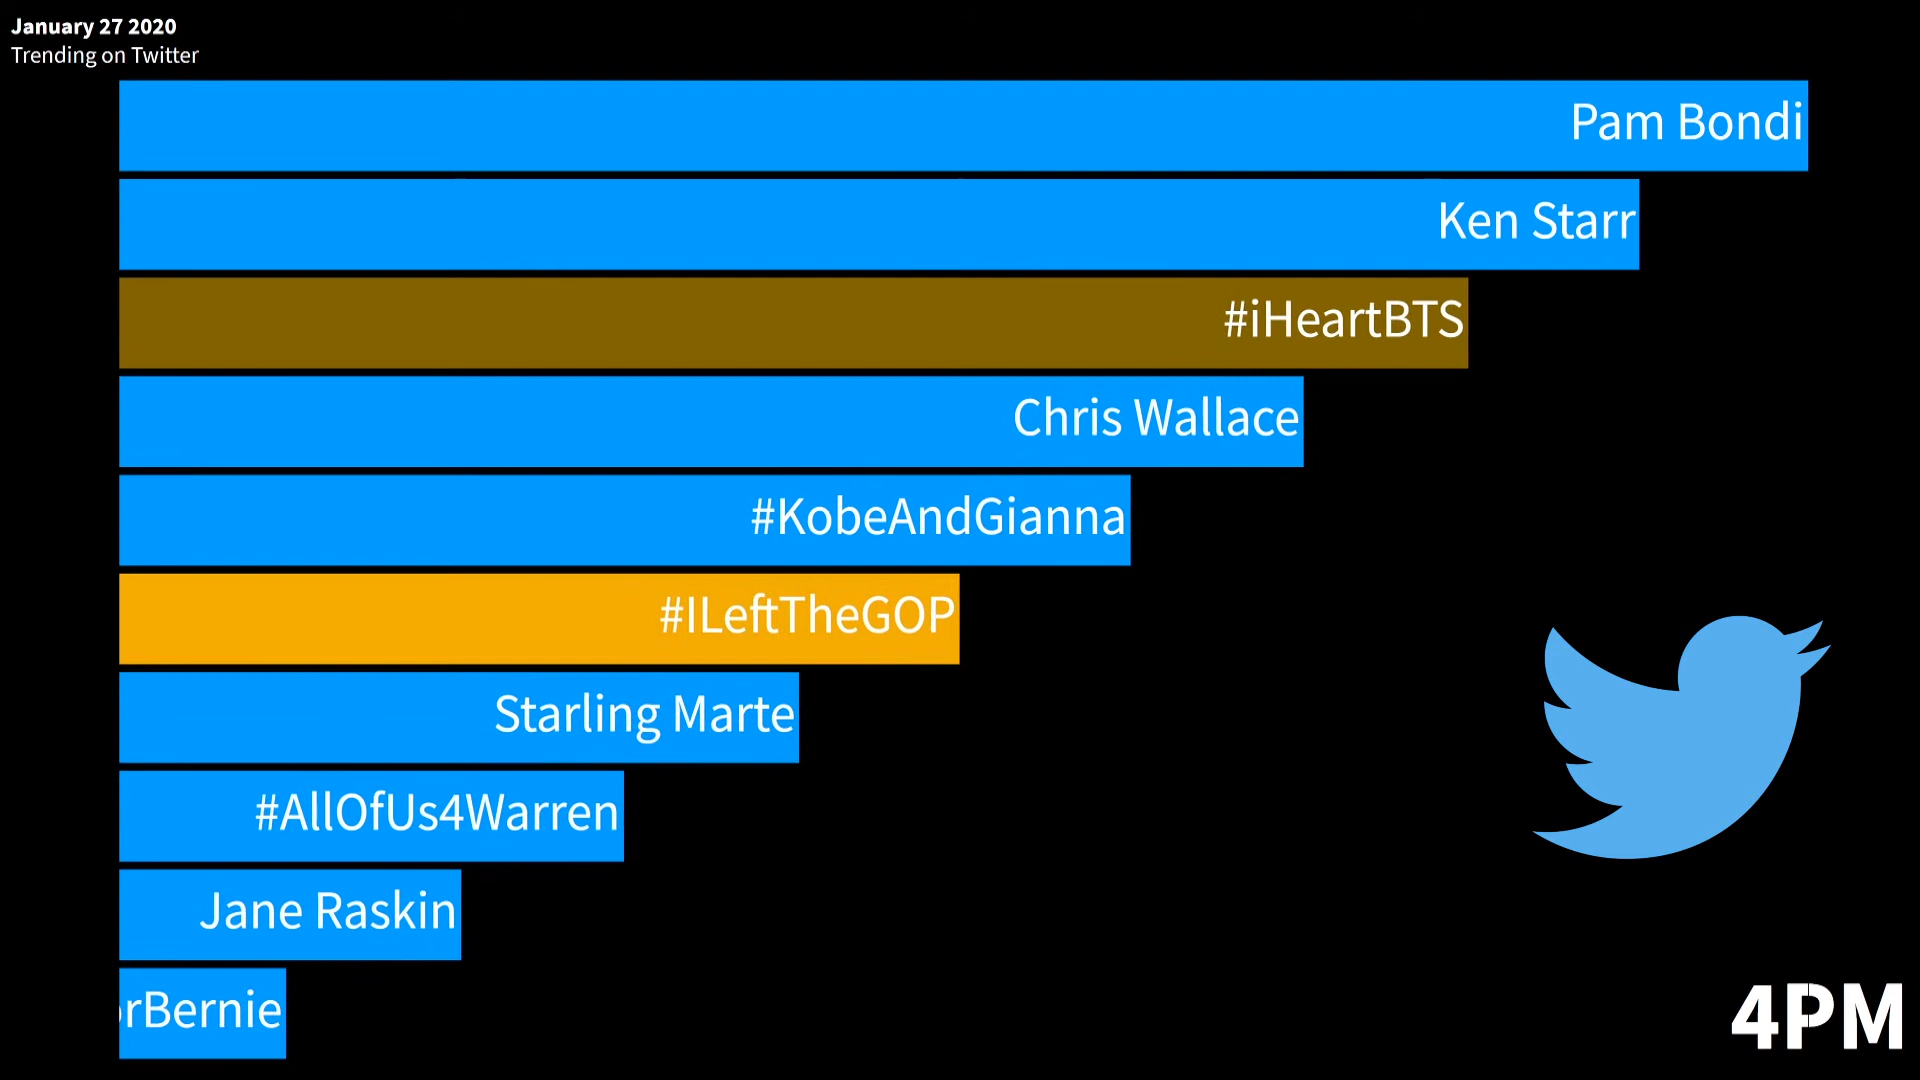 January 27 2020
Trending on Twitter
Pam Bondi
Ken Starr
#iHeartBTS
Chris Wallace
#KobeAndGianna
#ILeftTheGOP
Starling Marte
#AllOfUs4Warren
Jane Raskin
orBernie
4PM